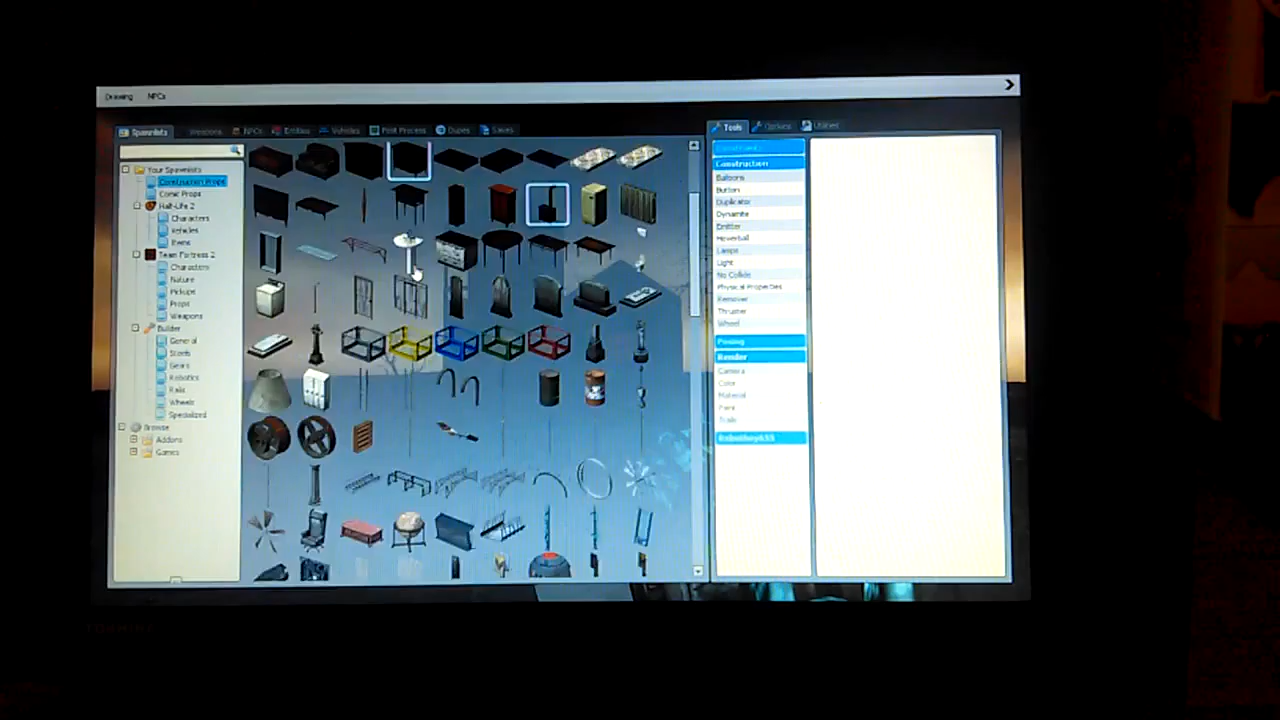 Drawing NPCs
Spawnlists Weapons NPCs Entities Vehicles Post Process Dupes Saves
Tools Options Utilities
Your Spawnlists
Construction Props
Comic Props
Half-Life 2
Characters
Vehicles
Items
Team Fortress 2
Characters
Nature
Pickups
Props
Weapons
Builder
General
Steels
Gears
Robotics
Rails
Wheels
Specialized
Browse
Addons
Games
Constraints
Construction
Balloons
Button
Duplicator
Dynamite
Emitter
Hoverball
Lamps
Light
No Collide
Physical Properties
Remover
Thruster
Wheel
Posing
Render
Camera
Color
Material
Paint
Trails
TOSHIBA